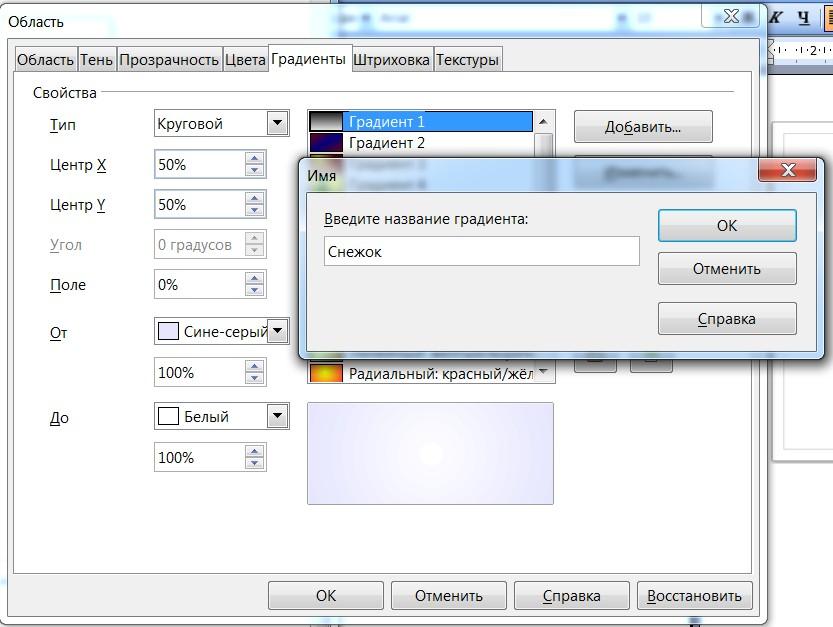 Область
К Ч
Область Тень Прозрачность Цвета Градиенты Штриховка Текстуры
·2·
Свойства
Тип Круговой Градиент 1 Добавить...
Градиент 2
Центр X 50%
Имя
Центр Y 50% Введите название градиента: OK
Угол 0 градусов Снежок
Отменить
Поле 0%
Справка
От Сине-серый
100% Радиальный: красный/жёл
До Белый
100%
OK Отменить Справка Восстановить